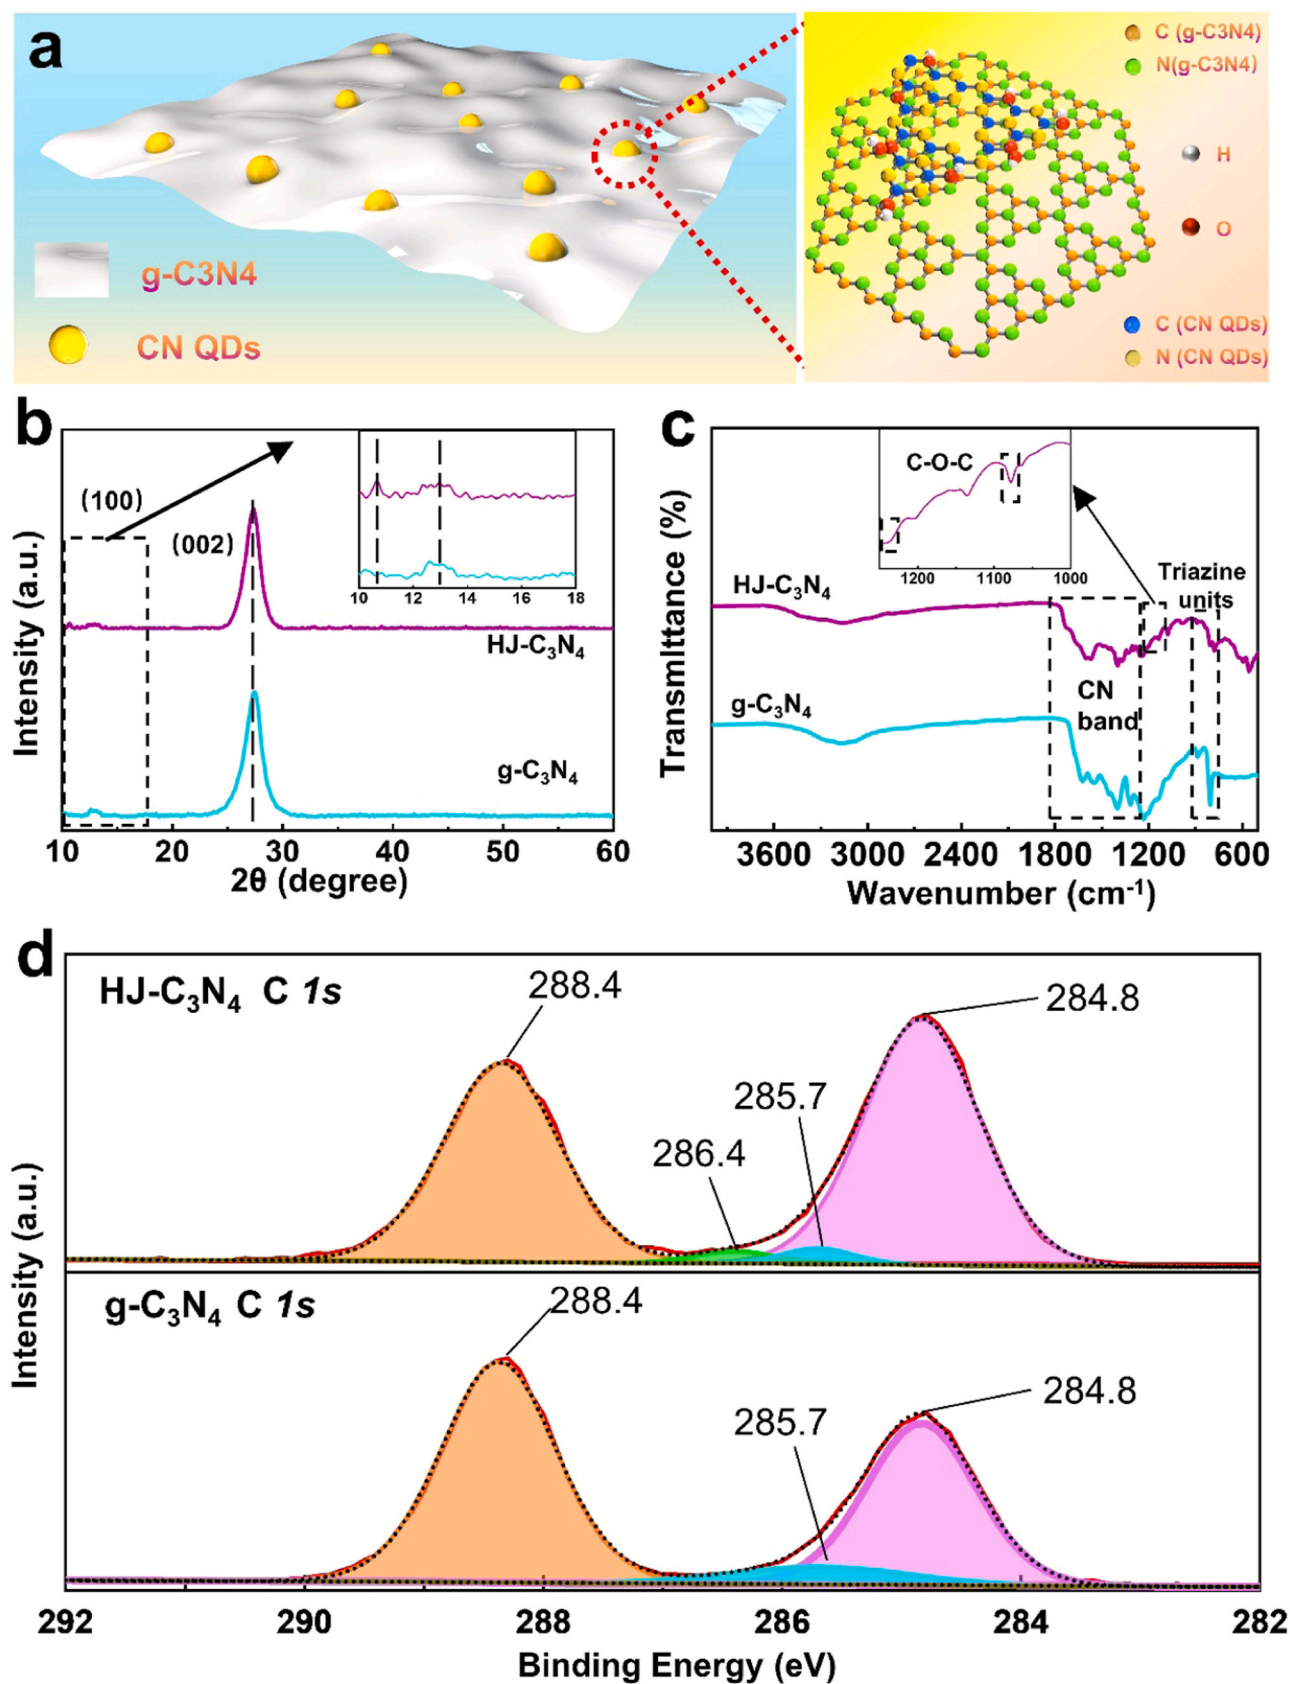 a
g-C3N4
CN QDs
C (g-C3N4)
N(g-C3N4)
H
O
C (CN QDs)
N (CN QDs)
b
Intensity (a.u.)
(100)
(002)
10 12 14 16 18
HJ-C₃N₄
g-C₃N₄
10 20 30 40 50 60
2θ (degree)
c
Transmittance (%)
C-O-C
1200 1100 1000
HJ-C₃N₄
Triazine
units
g-C₃N₄
CN
band
3600 3000 2400 1800 1200 600
Wavenumber (cm⁻¹)
d
Intensity (a.u.)
HJ-C₃N₄ C 1s
288.4
284.8
285.7
286.4
g-C₃N₄ C 1s
288.4
284.8
285.7
292 290 288 286 284 282
Binding Energy (eV)